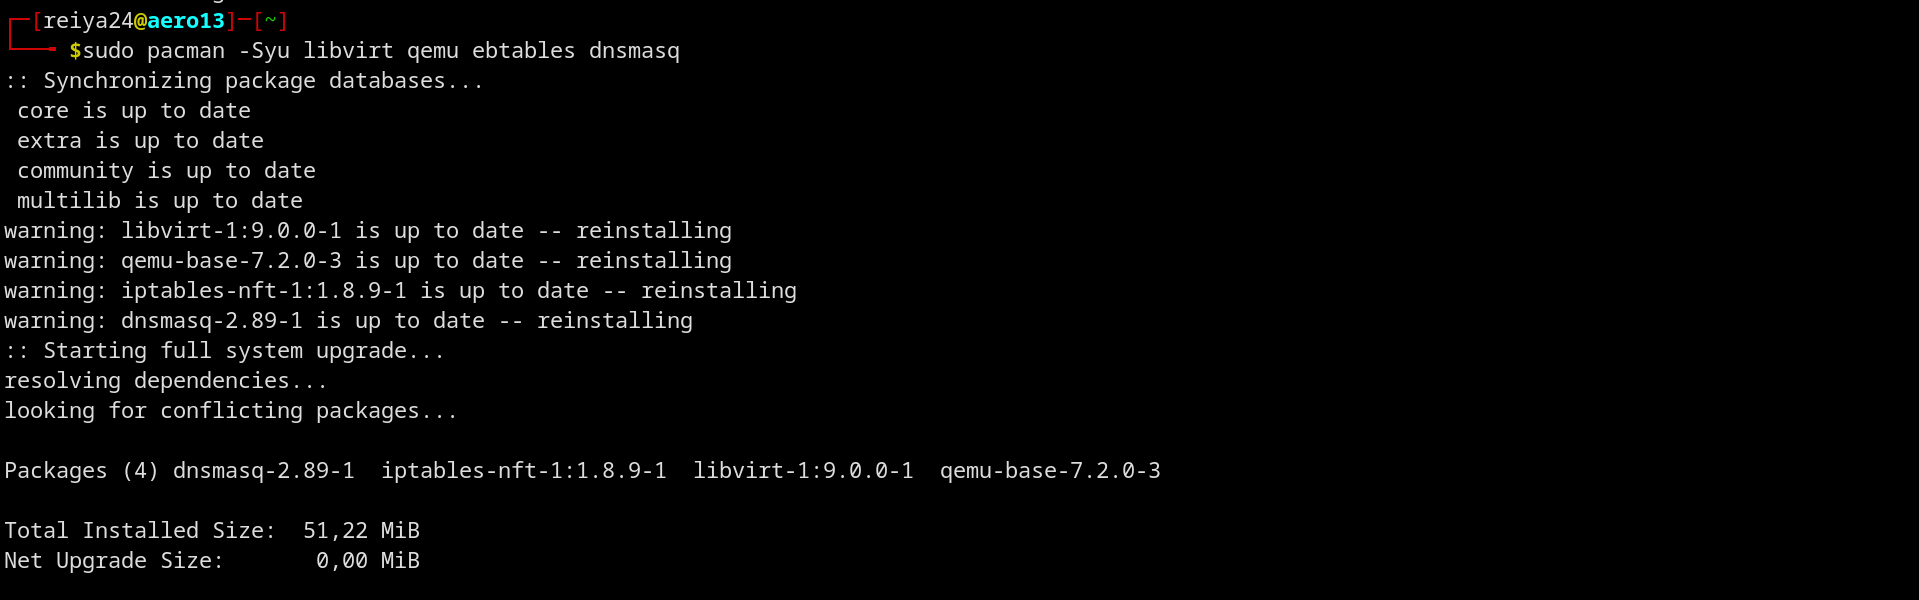 ┌─[reiya24@aero13]─[~]
└──╼ $sudo pacman -Syu libvirt qemu ebtables dnsmasq
:: Synchronizing package databases...
 core is up to date
 extra is up to date
 community is up to date
 multilib is up to date
warning: libvirt-1:9.0.0-1 is up to date -- reinstalling
warning: qemu-base-7.2.0-3 is up to date -- reinstalling
warning: iptables-nft-1:1.8.9-1 is up to date -- reinstalling
warning: dnsmasq-2.89-1 is up to date -- reinstalling
:: Starting full system upgrade...
resolving dependencies...
looking for conflicting packages...

Packages (4) dnsmasq-2.89-1  iptables-nft-1:1.8.9-1  libvirt-1:9.0.0-1  qemu-base-7.2.0-3

Total Installed Size:  51,22 MiB
Net Upgrade Size:       0,00 MiB